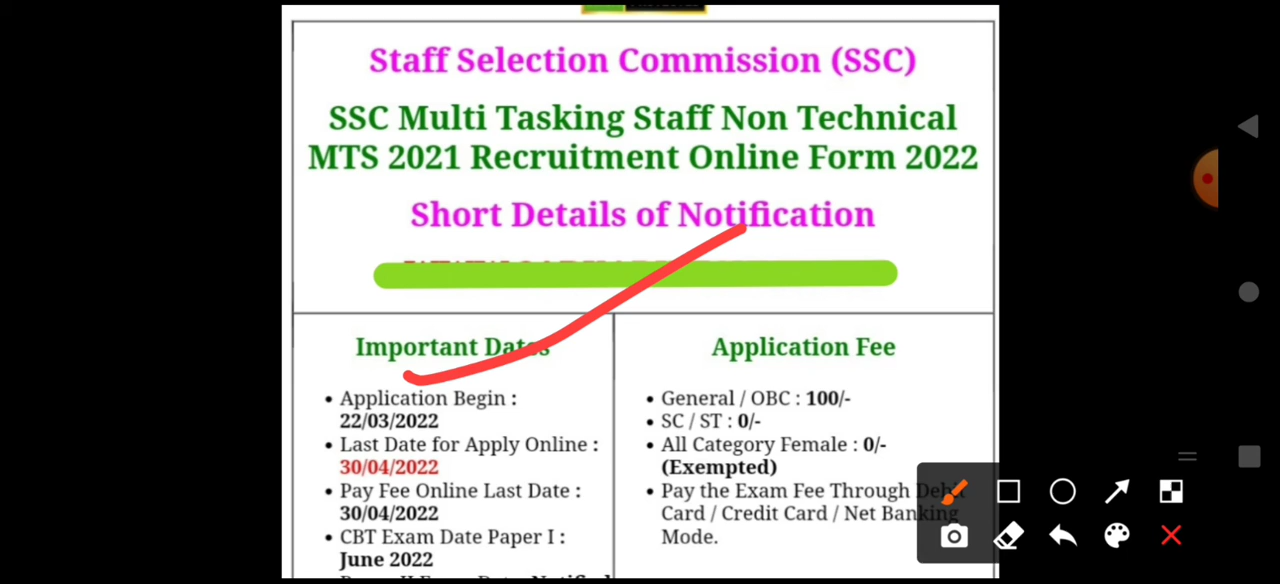 Staff Selection Commission (SSC)
SSC Multi Tasking Staff Non Technical
MTS 2021 Recruitment Online Form 2022
Short Details of Notification
Important Dates
• Application Begin :
22/03/2022
• Last Date for Apply Online :
30/04/2022
• Pay Fee Online Last Date :
30/04/2022
• CBT Exam Date Paper I :
June 2022
Application Fee
• General / OBC : 100/-
• SC / ST : 0/-
• All Category Female : 0/-
(Exempted)
• Pay the Exam Fee Through Debit
Card / Credit Card / Net Banking
Mode.